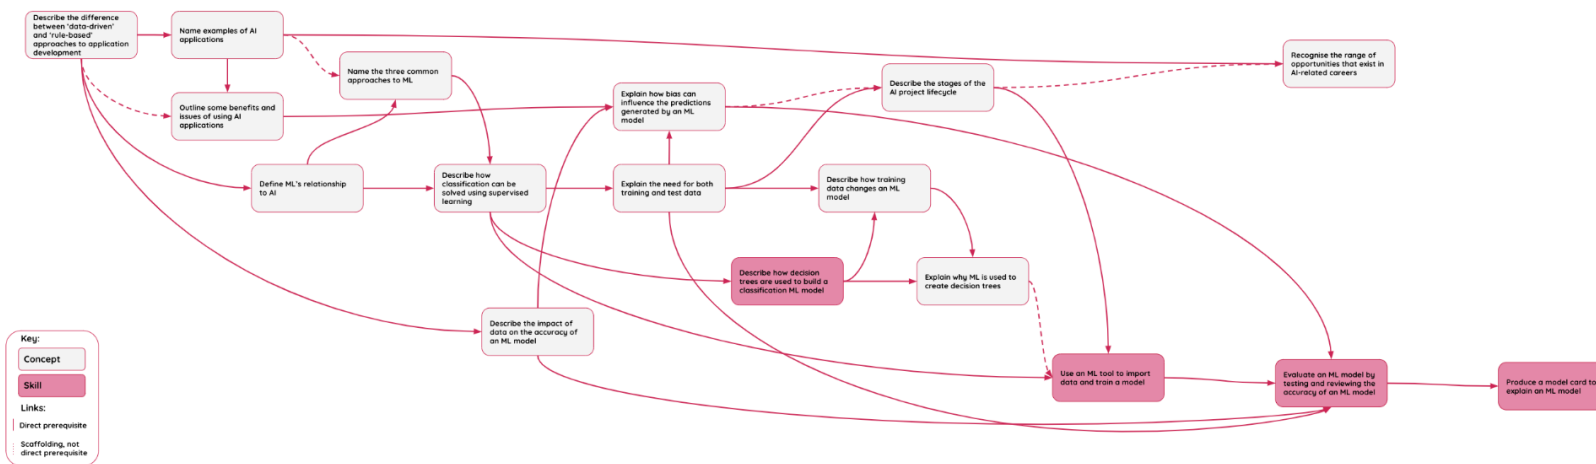 Describe the difference
between 'data-driven'
and 'rule-based'
approaches to application
development
Name examples of AI
applications
Name the three common
approaches to ML
Outline some benefits and
issues of using AI
applications
Define ML's relationship
to AI
Describe how
classification can be
solved using supervised
learning
Explain how bias can
influence the predictions
generated by an ML
model
Explain the need for both
training and test data
Describe the stages of the
AI project lifecycle
Recognise the range of
opportunities that exist in
AI-related careers
Describe how training
data changes an ML
model
Describe how decision
trees are used to build a
classification ML model
Explain why ML is used to
create decision trees
Describe the impact of
data on the accuracy of
an ML model
Use an ML tool to import
data and train a model
Evaluate an ML model by
testing and reviewing the
accuracy of an ML model
Produce a model card to
explain an ML model
Key:
Concept
Skill
Links:
Direct prerequisite
Scaffolding, not
direct prerequisite